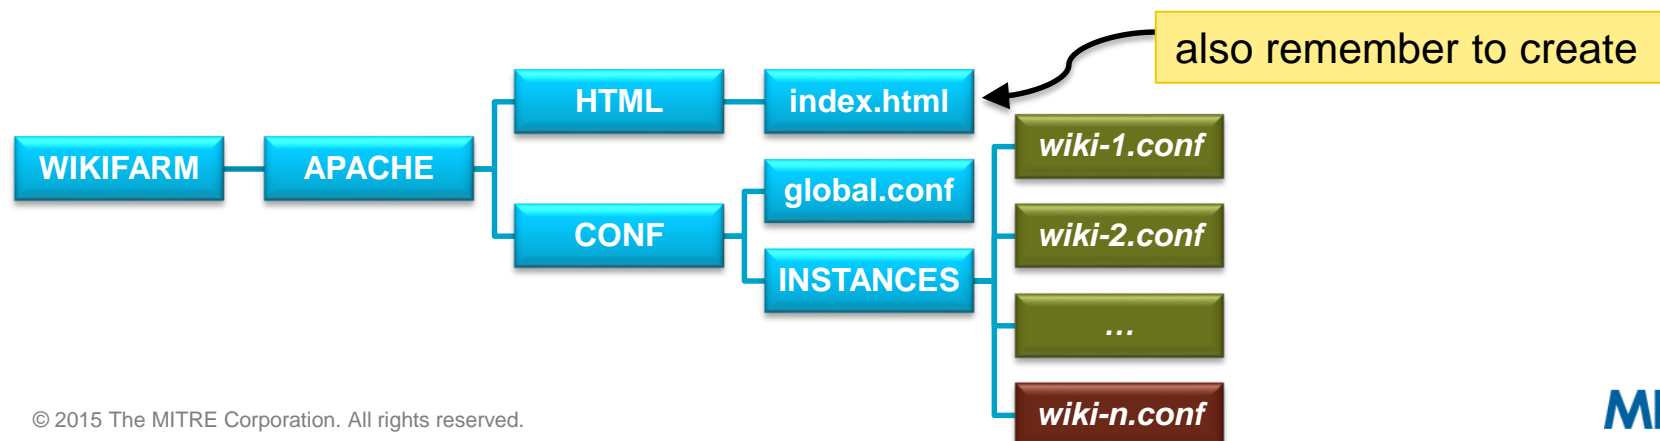 also remember to create
HTML
index.html
WIKIFARM
APACHE
wiki-1.conf
global.conf
CONF
wiki-2.conf
INSTANCES
...
wiki-n.conf
© 2015 The MITRE Corporation. All rights reserved.